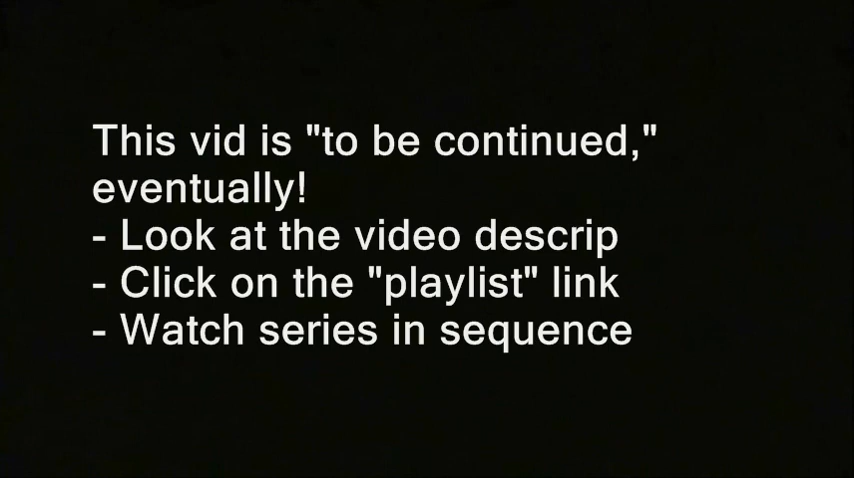 This vid is "to be continued,"
eventually!
- Look at the video descrip
- Click on the "playlist" link
- Watch series in sequence